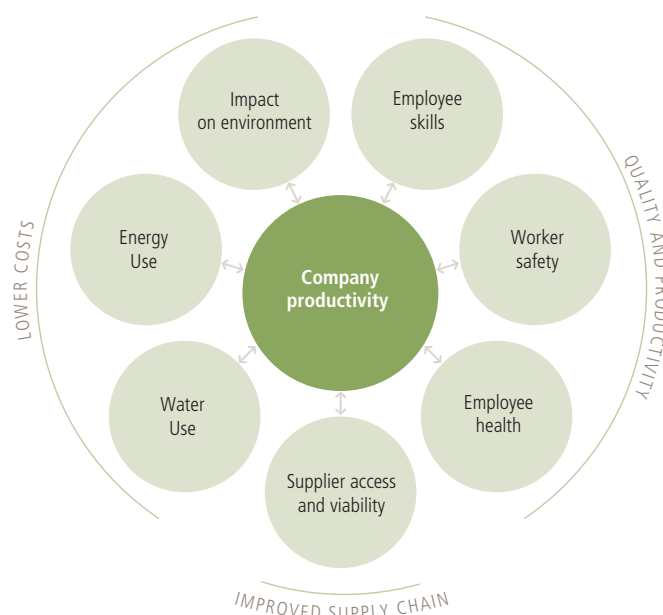 Impact
on environment
Employee
skills
Energy
Use
Worker
safety
Company
productivity
Water
Use
Employee
health
Supplier access
and viability
LOWER COSTS
QUALITY AND PRODUCTIVITY
IMPROVED SUPPLY CHAIN